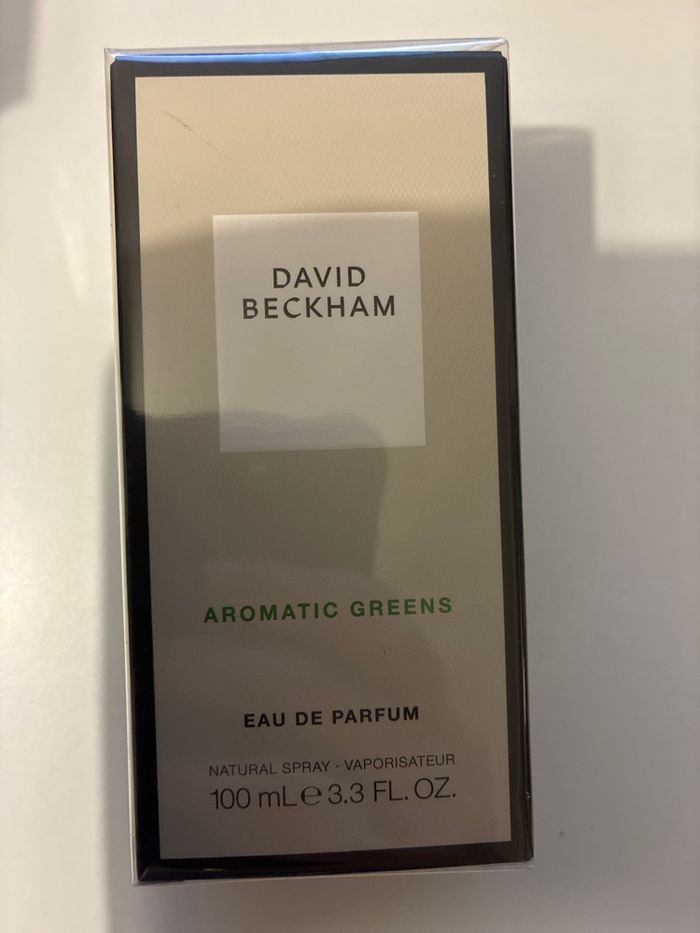 DAVID
BECKHAM
AROMATIC GREENS
EAU DE PARFUM
NATURAL SPRAY · VAPORISATEUR
100 mL ℮ 3.3 FL. OZ.